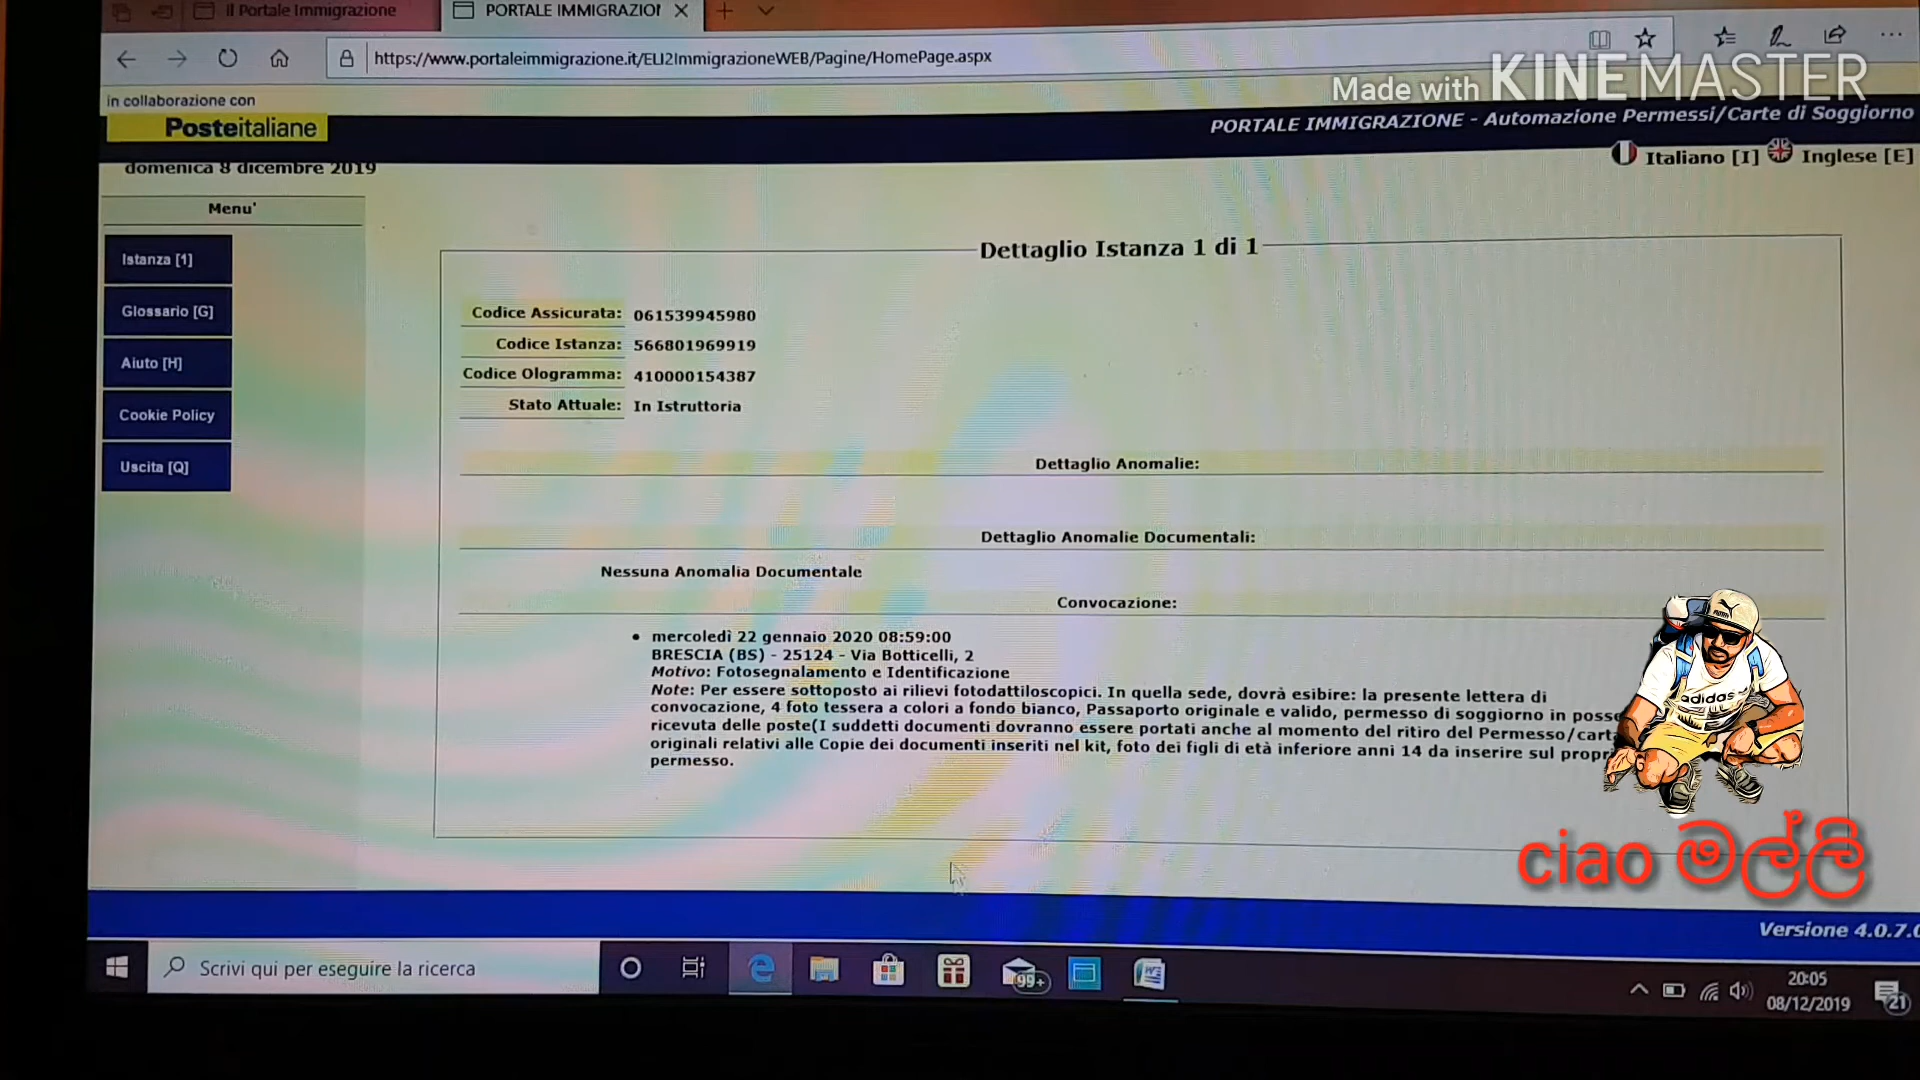 Il Portale Immigrazione
PORTALE IMMIGRAZIO
https://www.portaleimmigrazione.it/ELI2ImmigrazioneWEB/Pagine/HomePage.aspx
Made with KINEMASTER
in collaborazione con
Posteitaliane
PORTALE IMMIGRAZIONE - Automazione Permessi/Carte di Soggiorno
domenica 8 dicembre 2019
Italiano [I] Inglese [E]
Menu'
Istanza [1]
Glossario [G]
Aiuto [H]
Cookie Policy
Uscita [Q]
Dettaglio Istanza 1 di 1
Codice Assicurata: 061539945980
Codice Istanza: 566801969919
Codice Ologramma: 410000154387
Stato Attuale: In Istruttoria
Dettaglio Anomalie:
Dettaglio Anomalie Documentali:
Nessuna Anomalia Documentale
Convocazione:
• mercoledì 22 gennaio 2020 08:59:00
BRESCIA (BS) - 25124 - Via Botticelli, 2
Motivo: Fotosegnalamento e Identificazione
Note: Per essere sottoposto ai rilievi fotodattiloscopici. In quella sede, dovrà esibire: la presente lettera di
convocazione, 4 foto tessera a colori a fondo bianco, Passaporto originale e valido, permesso di soggiorno in posse
ricevuta delle poste(I suddetti documenti dovranno essere portati anche al momento del ritiro del Permesso/carta
originali relativi alle Copie dei documenti inseriti nel kit, foto dei figli di età inferiore anni 14 da inserire sul propri
permesso.
adidas
ciao මල්ලි
Versione 4.0.7.0
Scrivi qui per eseguire la ricerca
99+
20:05
08/12/2019
21